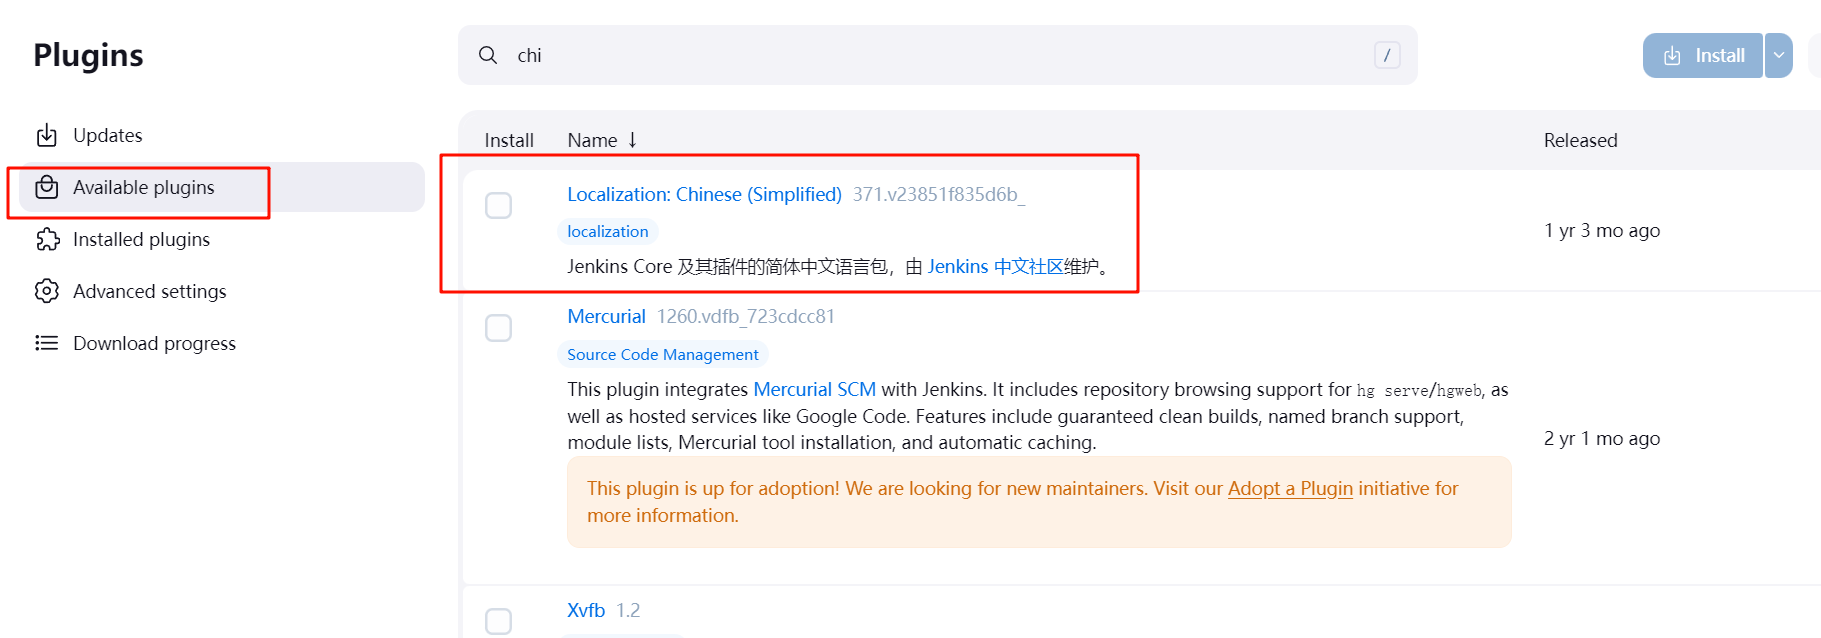 Plugins
chi
/
Install
Updates
Available plugins
Installed plugins
Advanced settings
Download progress
Install Name ↓ Released
Localization: Chinese (Simplified) 371.v23851f835d6b_
localization
Jenkins Core 及其插件的简体中文语言包，由 Jenkins 中文社区维护。
1 yr 3 mo ago
Mercurial 1260.vdfb_723cdcc81
Source Code Management
This plugin integrates Mercurial SCM with Jenkins. It includes repository browsing support for hg serve/hgweb, as
well as hosted services like Google Code. Features include guaranteed clean builds, named branch support,
module lists, Mercurial tool installation, and automatic caching.
2 yr 1 mo ago
This plugin is up for adoption! We are looking for new maintainers. Visit our Adopt a Plugin initiative for
more information.
Xvfb 1.2